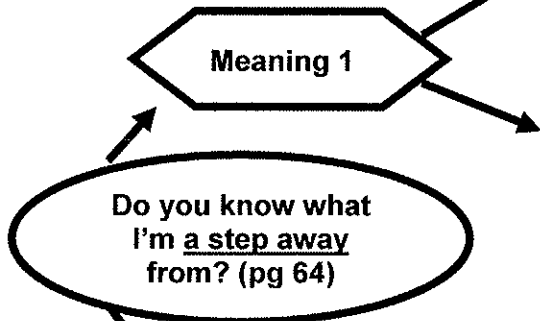 Meaning 1
Do you know what
I'm a step away
from? (pg 64)